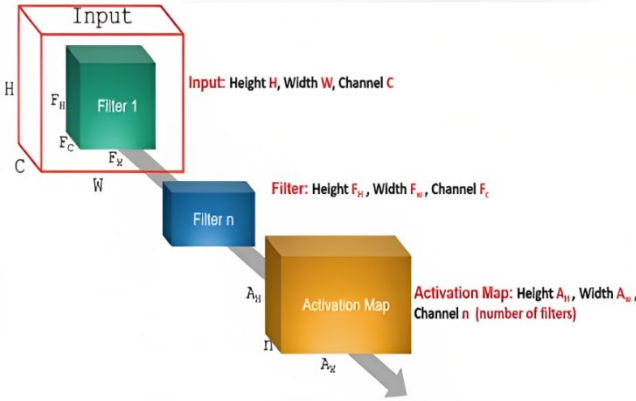 Input
H
F_H
Filter 1
Input: Height H, Width W, Channel C
F_C
F_W
C
W
Filter: Height F_H , Width F_w , Channel F_c
Filter n
A_H
Activation Map
Activation Map: Height A_H , Width A_w ,
Channel n (number of filters)
n
A_W